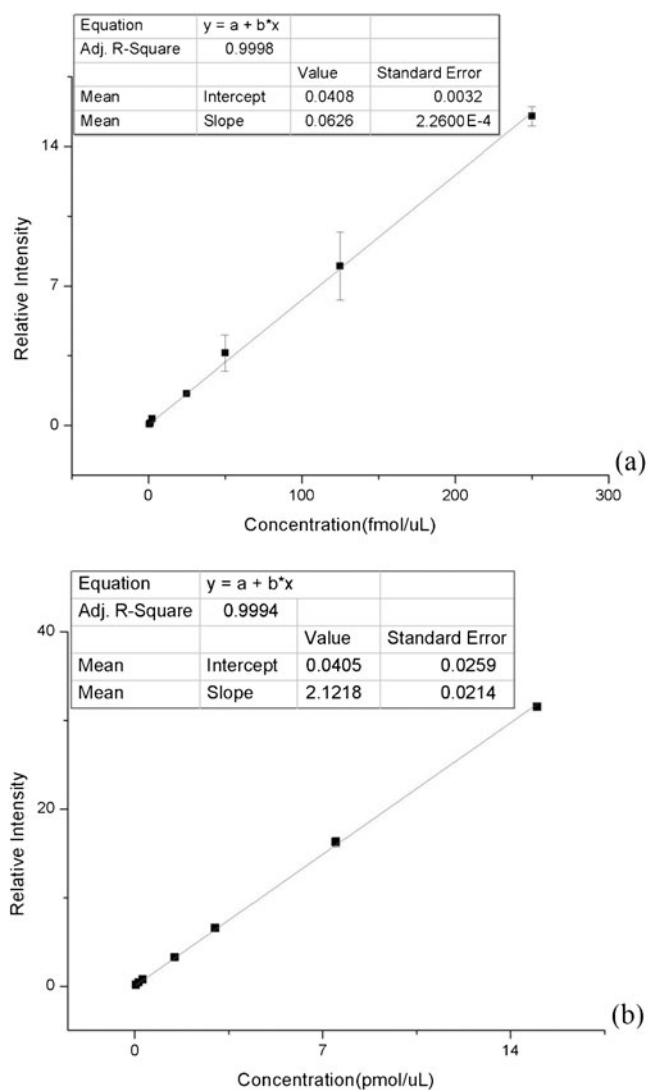 Equation y = a + b*x
Adj. R-Square 0.9998
Value Standard Error
Mean Intercept 0.0408 0.0032
Mean Slope 0.0626 2.2600E-4
14
7
0
Relative Intensity
0 100 200 300
Concentration(fmol/uL)
(a)
Equation y = a + b*x
Adj. R-Square 0.9994
Value Standard Error
Mean Intercept 0.0405 0.0259
Mean Slope 2.1218 0.0214
40
20
0
Relative Intensity
0 7 14
Concentration(pmol/uL)
(b)